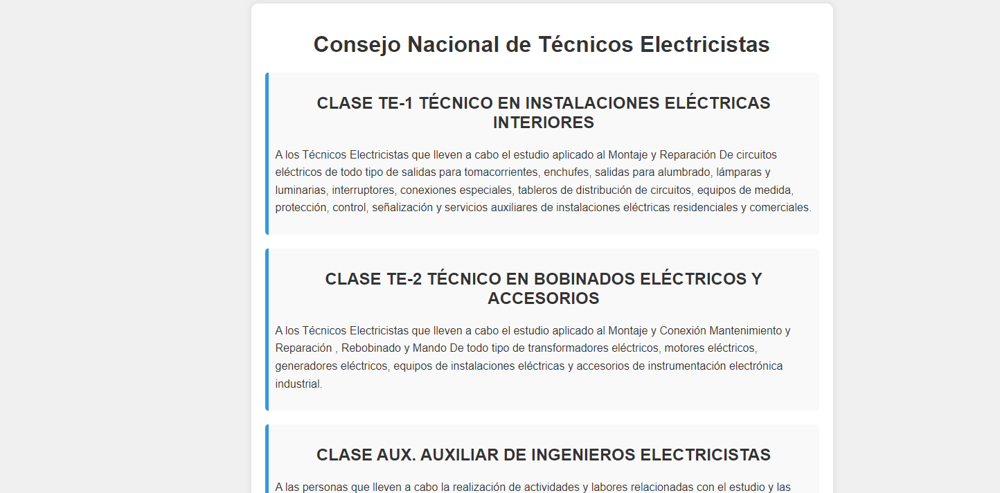 Consejo Nacional de Técnicos Electricistas
CLASE TE-1 TÉCNICO EN INSTALACIONES ELÉCTRICAS
INTERIORES
A los Técnicos Electricistas que lleven a cabo el estudio aplicado al Montaje y Reparación De circuitos
eléctricos de todo tipo de salidas para tomacorrientes, enchufes, salidas para alumbrado, lámparas y
luminarias, interruptores, conexiones especiales, tableros de distribución de circuitos, equipos de medida,
protección, control, señalización y servicios auxiliares de instalaciones eléctricas residenciales y comerciales.
CLASE TE-2 TÉCNICO EN BOBINADOS ELÉCTRICOS Y
ACCESORIOS
A los Técnicos Electricistas que lleven a cabo el estudio aplicado al Montaje y Conexión Mantenimiento y
Reparación , Rebobinado y Mando De todo tipo de transformadores eléctricos, motores eléctricos,
generadores eléctricos, equipos de instalaciones eléctricas y accesorios de instrumentación electrónica
industrial.
CLASE AUX. AUXILIAR DE INGENIEROS ELECTRICISTAS
A las personas que lleven a cabo la realización de actividades y labores relacionadas con el estudio y las